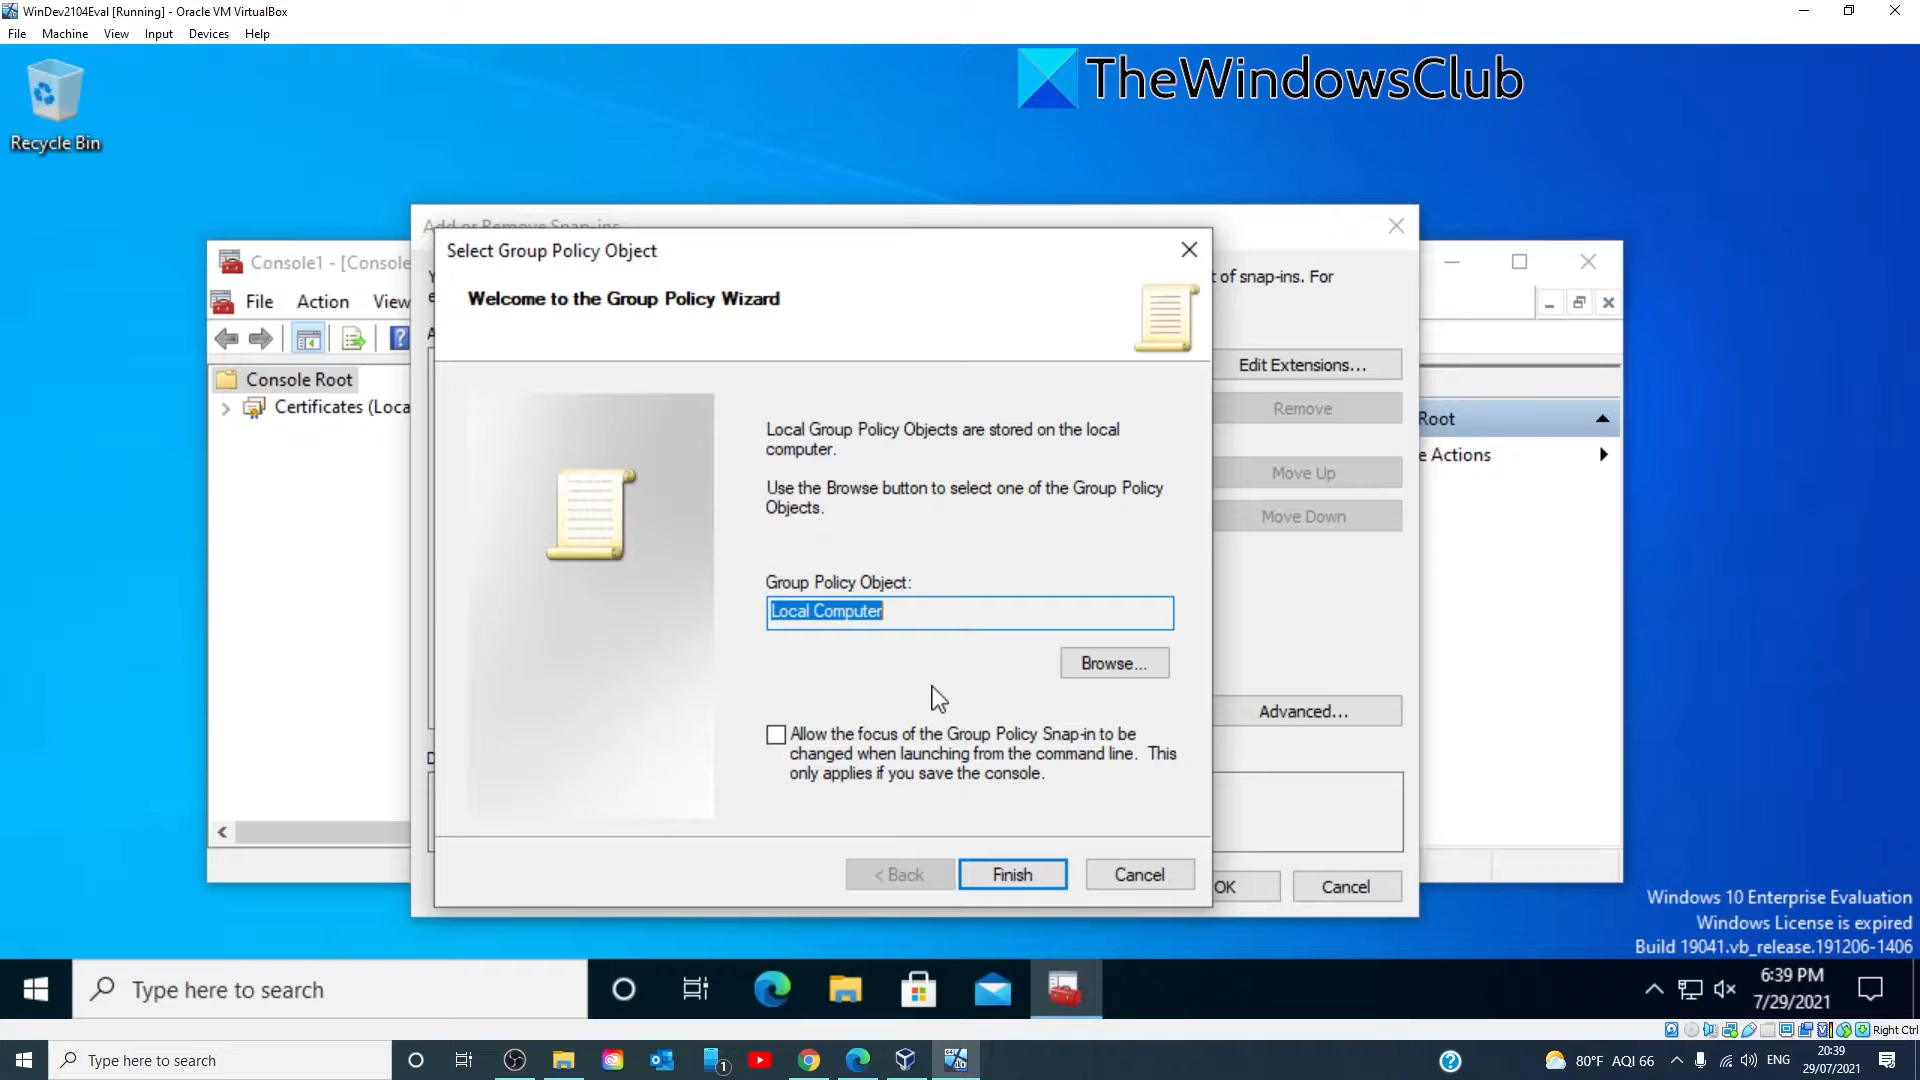 WinDev2104Eval [Running] - Oracle VM VirtualBox
File Machine View Input Devices Help
TheWindowsClub
Recycle Bin
Add or Remove Snap-ins
Select Group Policy Object
Welcome to the Group Policy Wizard
Console1 - [Console
of snap-ins. For
File Action View
Console Root
Certificates (Loca
Edit Extensions...
Remove
Move Up
Move Down
Advanced...
Root
e Actions
Local Group Policy Objects are stored on the local
computer.
Use the Browse button to select one of the Group Policy
Objects.
Group Policy Object:
Local Computer
Browse...
Allow the focus of the Group Policy Snap-in to be
changed when launching from the command line. This
only applies if you save the console.
< Back Finish Cancel
OK Cancel
Windows 10 Enterprise Evaluation
Windows License is expired
Build 19041.vb_release.191206-1406
Type here to search
6:39 PM
7/29/2021
Right Ctrl
Type here to search
1
80°F AQI 66
ENG
20:39
29/07/2021